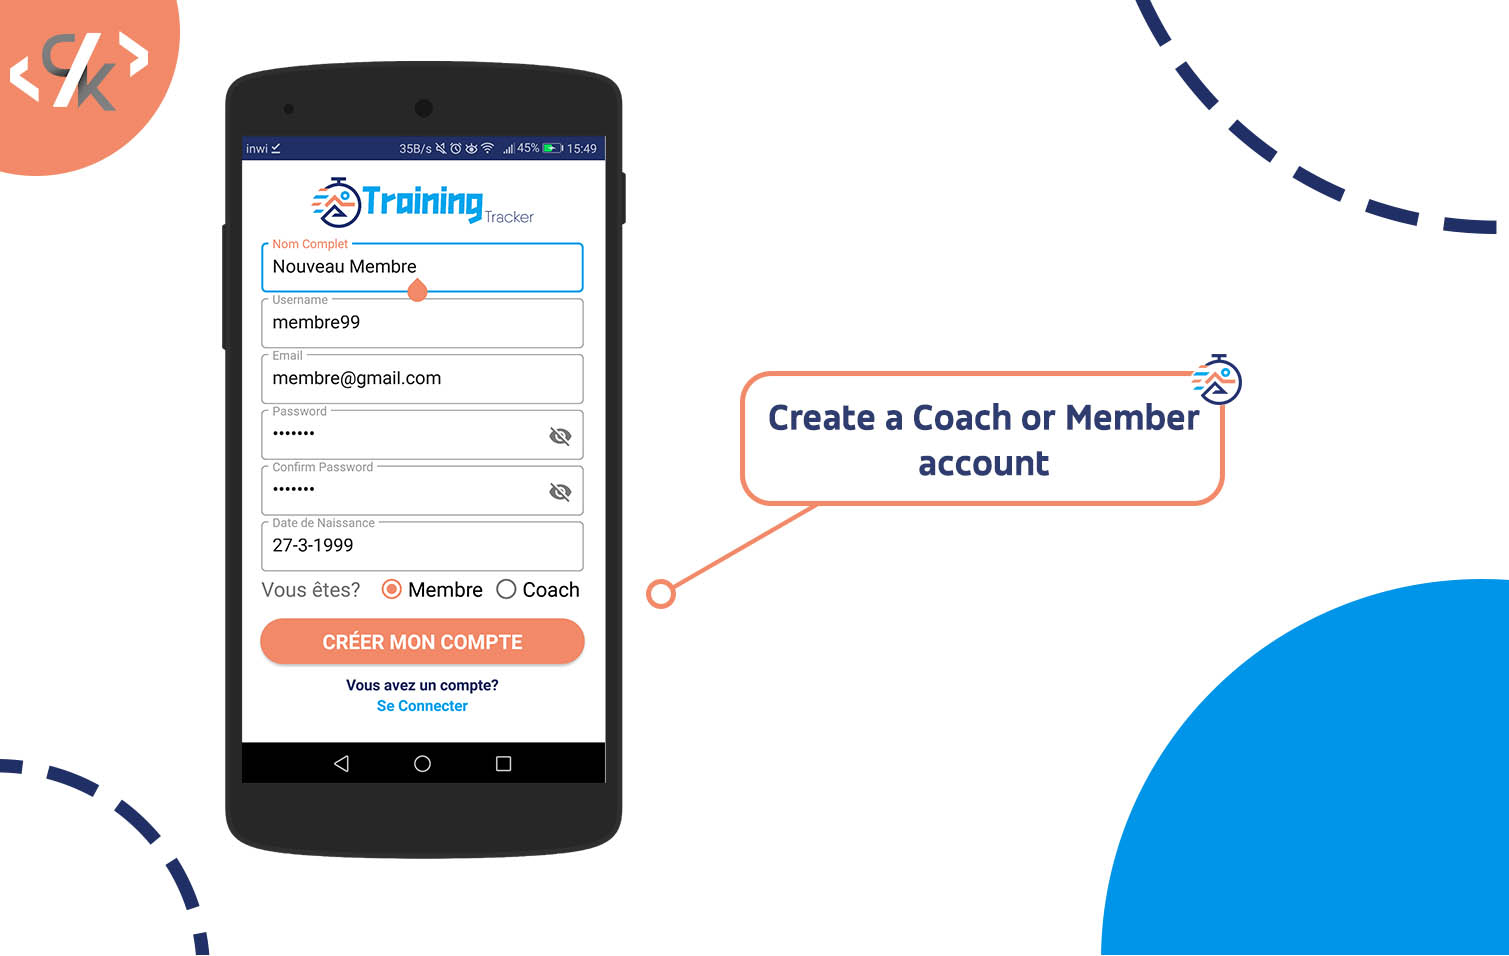 CK
inwi
35B/s 45% 15:49
Training
Tracker
Nom Complet
Nouveau Membre
Username
membre99
Email
membre@gmail.com
Password
•••••••
Confirm Password
•••••••
Date de Naissance
27-3-1999
Vous êtes? Membre Coach
CRÉER MON COMPTE
Vous avez un compte?
Se Connecter
Create a Coach or Member
account